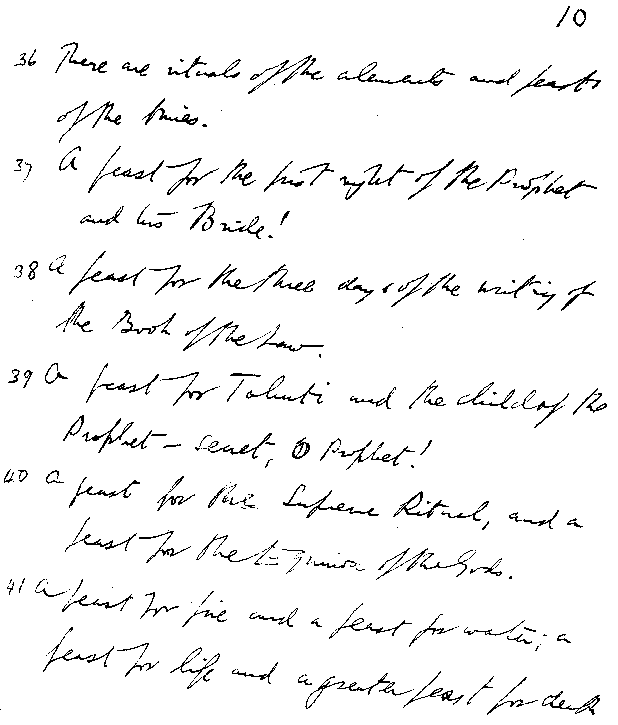 10
36 There are rituals of the elements and feasts
of the times.
37 A feast for the first night of the Prophet
and his Bride!
38 A feast for the three days of the writing of
the Book of the Law.
39 A feast for Tahuti and the child of the
Prophet – secret, O Prophet!
40 A feast for the Supreme Ritual, and a
feast for the Equinox of the Gods.
41 A feast for fire and a feast for water; a
feast for life and a greater feast for death